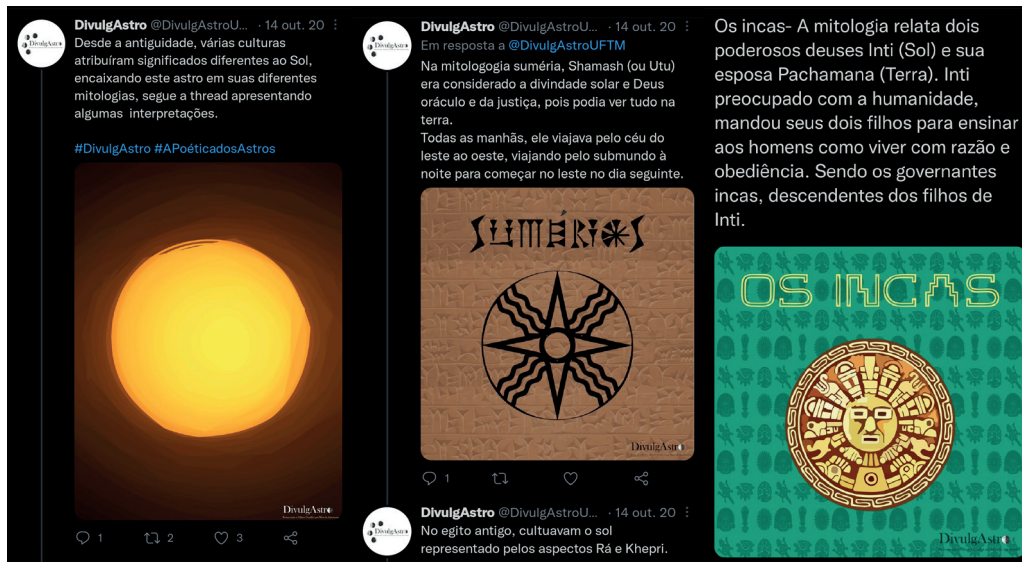 DivulgAstro @DivulgAstroU... · 14 out. 20
Desde a antiguidade, várias culturas
atribuíram significados diferentes ao Sol,
encaixando este astro em suas diferentes
mitologias, segue a thread apresentando
algumas interpretações.
#DivulgAstro #APoéticadosAstros
DivulgAstro
1 2 3
DivulgAstro @DivulgAstroU... · 14 out. 20
Em resposta a @DivulgAstroUFTM
Na mitologogia suméria, Shamash (ou Utu)
era considerado a divindade solar e Deus
oráculo e da justiça, pois podia ver tudo na
terra.
Todas as manhãs, ele viajava pelo céu do
leste ao oeste, viajando pelo submundo à
noite para começar no leste no dia seguinte.
SUMÉRIOS
DivulgAstro
1
DivulgAstro @DivulgAstroU... · 14 out. 20
No egito antigo, cultuavam o sol
representado pelos aspectos Rá e Khepri.
Os incas- A mitologia relata dois
poderosos deuses Inti (Sol) e sua
esposa Pachamana (Terra). Inti
preocupado com a humanidade,
mandou seus dois filhos para ensinar
aos homens como viver com razão e
obediência. Sendo os governantes
incas, descendentes dos filhos de
Inti.
OS INCAS
DivulgAstro